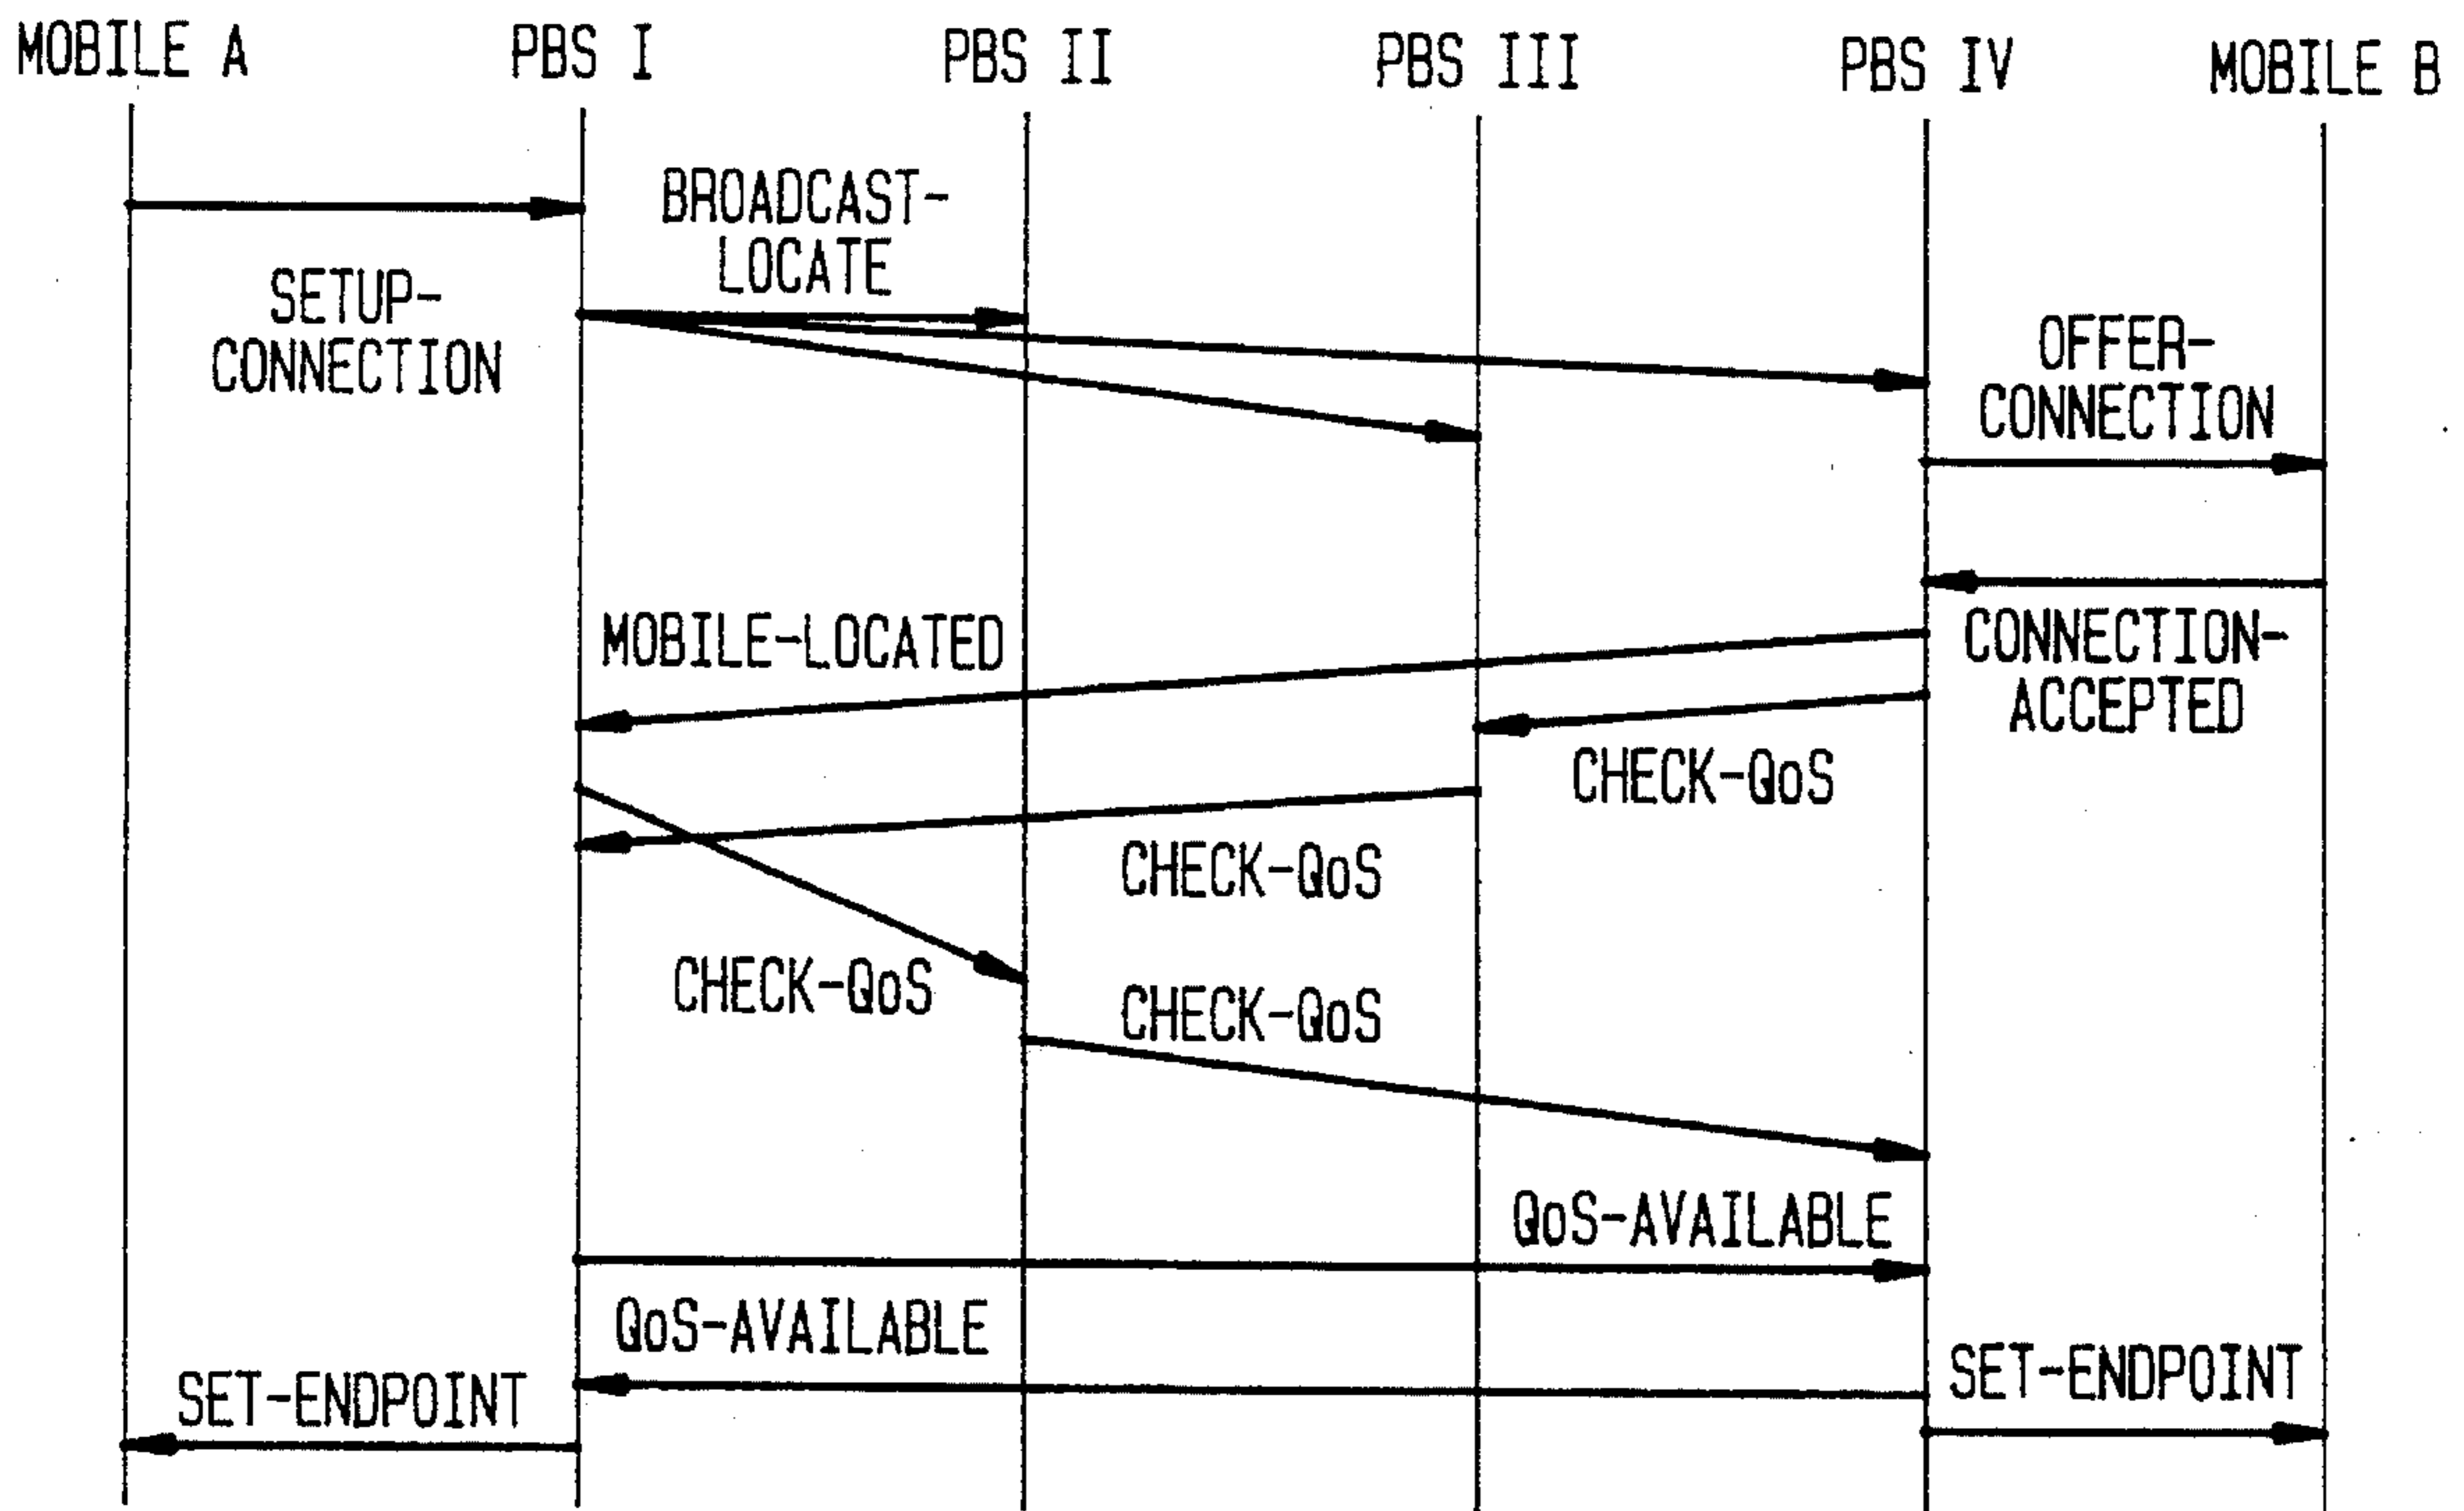 MOBILE A
PBS I
PBS II
PBS III
PBS IV
MOBILE B
BROADCAST-
LOCATE
SETUP-
CONNECTION
OFFER-
CONNECTION
MOBILE-LOCATED
CONNECTION-
ACCEPTED
CHECK-QoS
CHECK-QoS
CHECK-QoS
CHECK-QoS
QoS-AVAILABLE
QoS-AVAILABLE
SET-ENDPOINT
SET-ENDPOINT